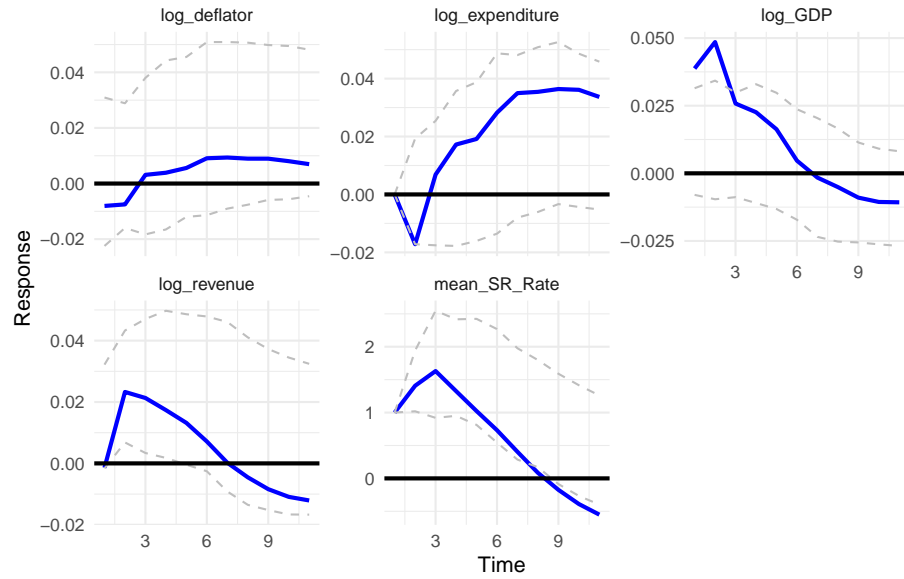 log_deflator
log_expenditure
log_GDP
0.04
0.02
0.00
−0.02
0.04
0.02
0.00
−0.02
0.050
0.025
0.000
−0.025
3 6 9
Response
log_revenue
mean_SR_Rate
0.04
0.02
0.00
−0.02
2
1
0
3 6 9
3 6 9
Time